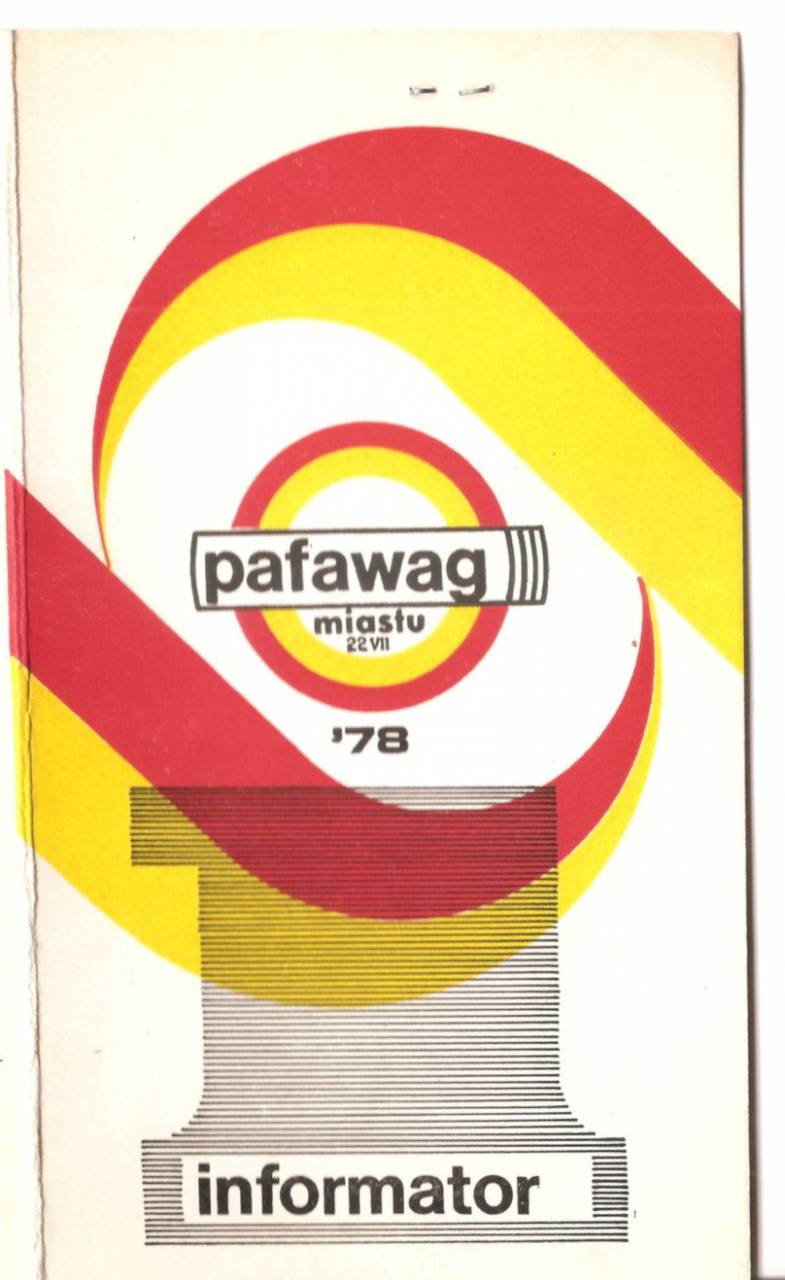 pafawag
miastu
22 VII
'78
informator